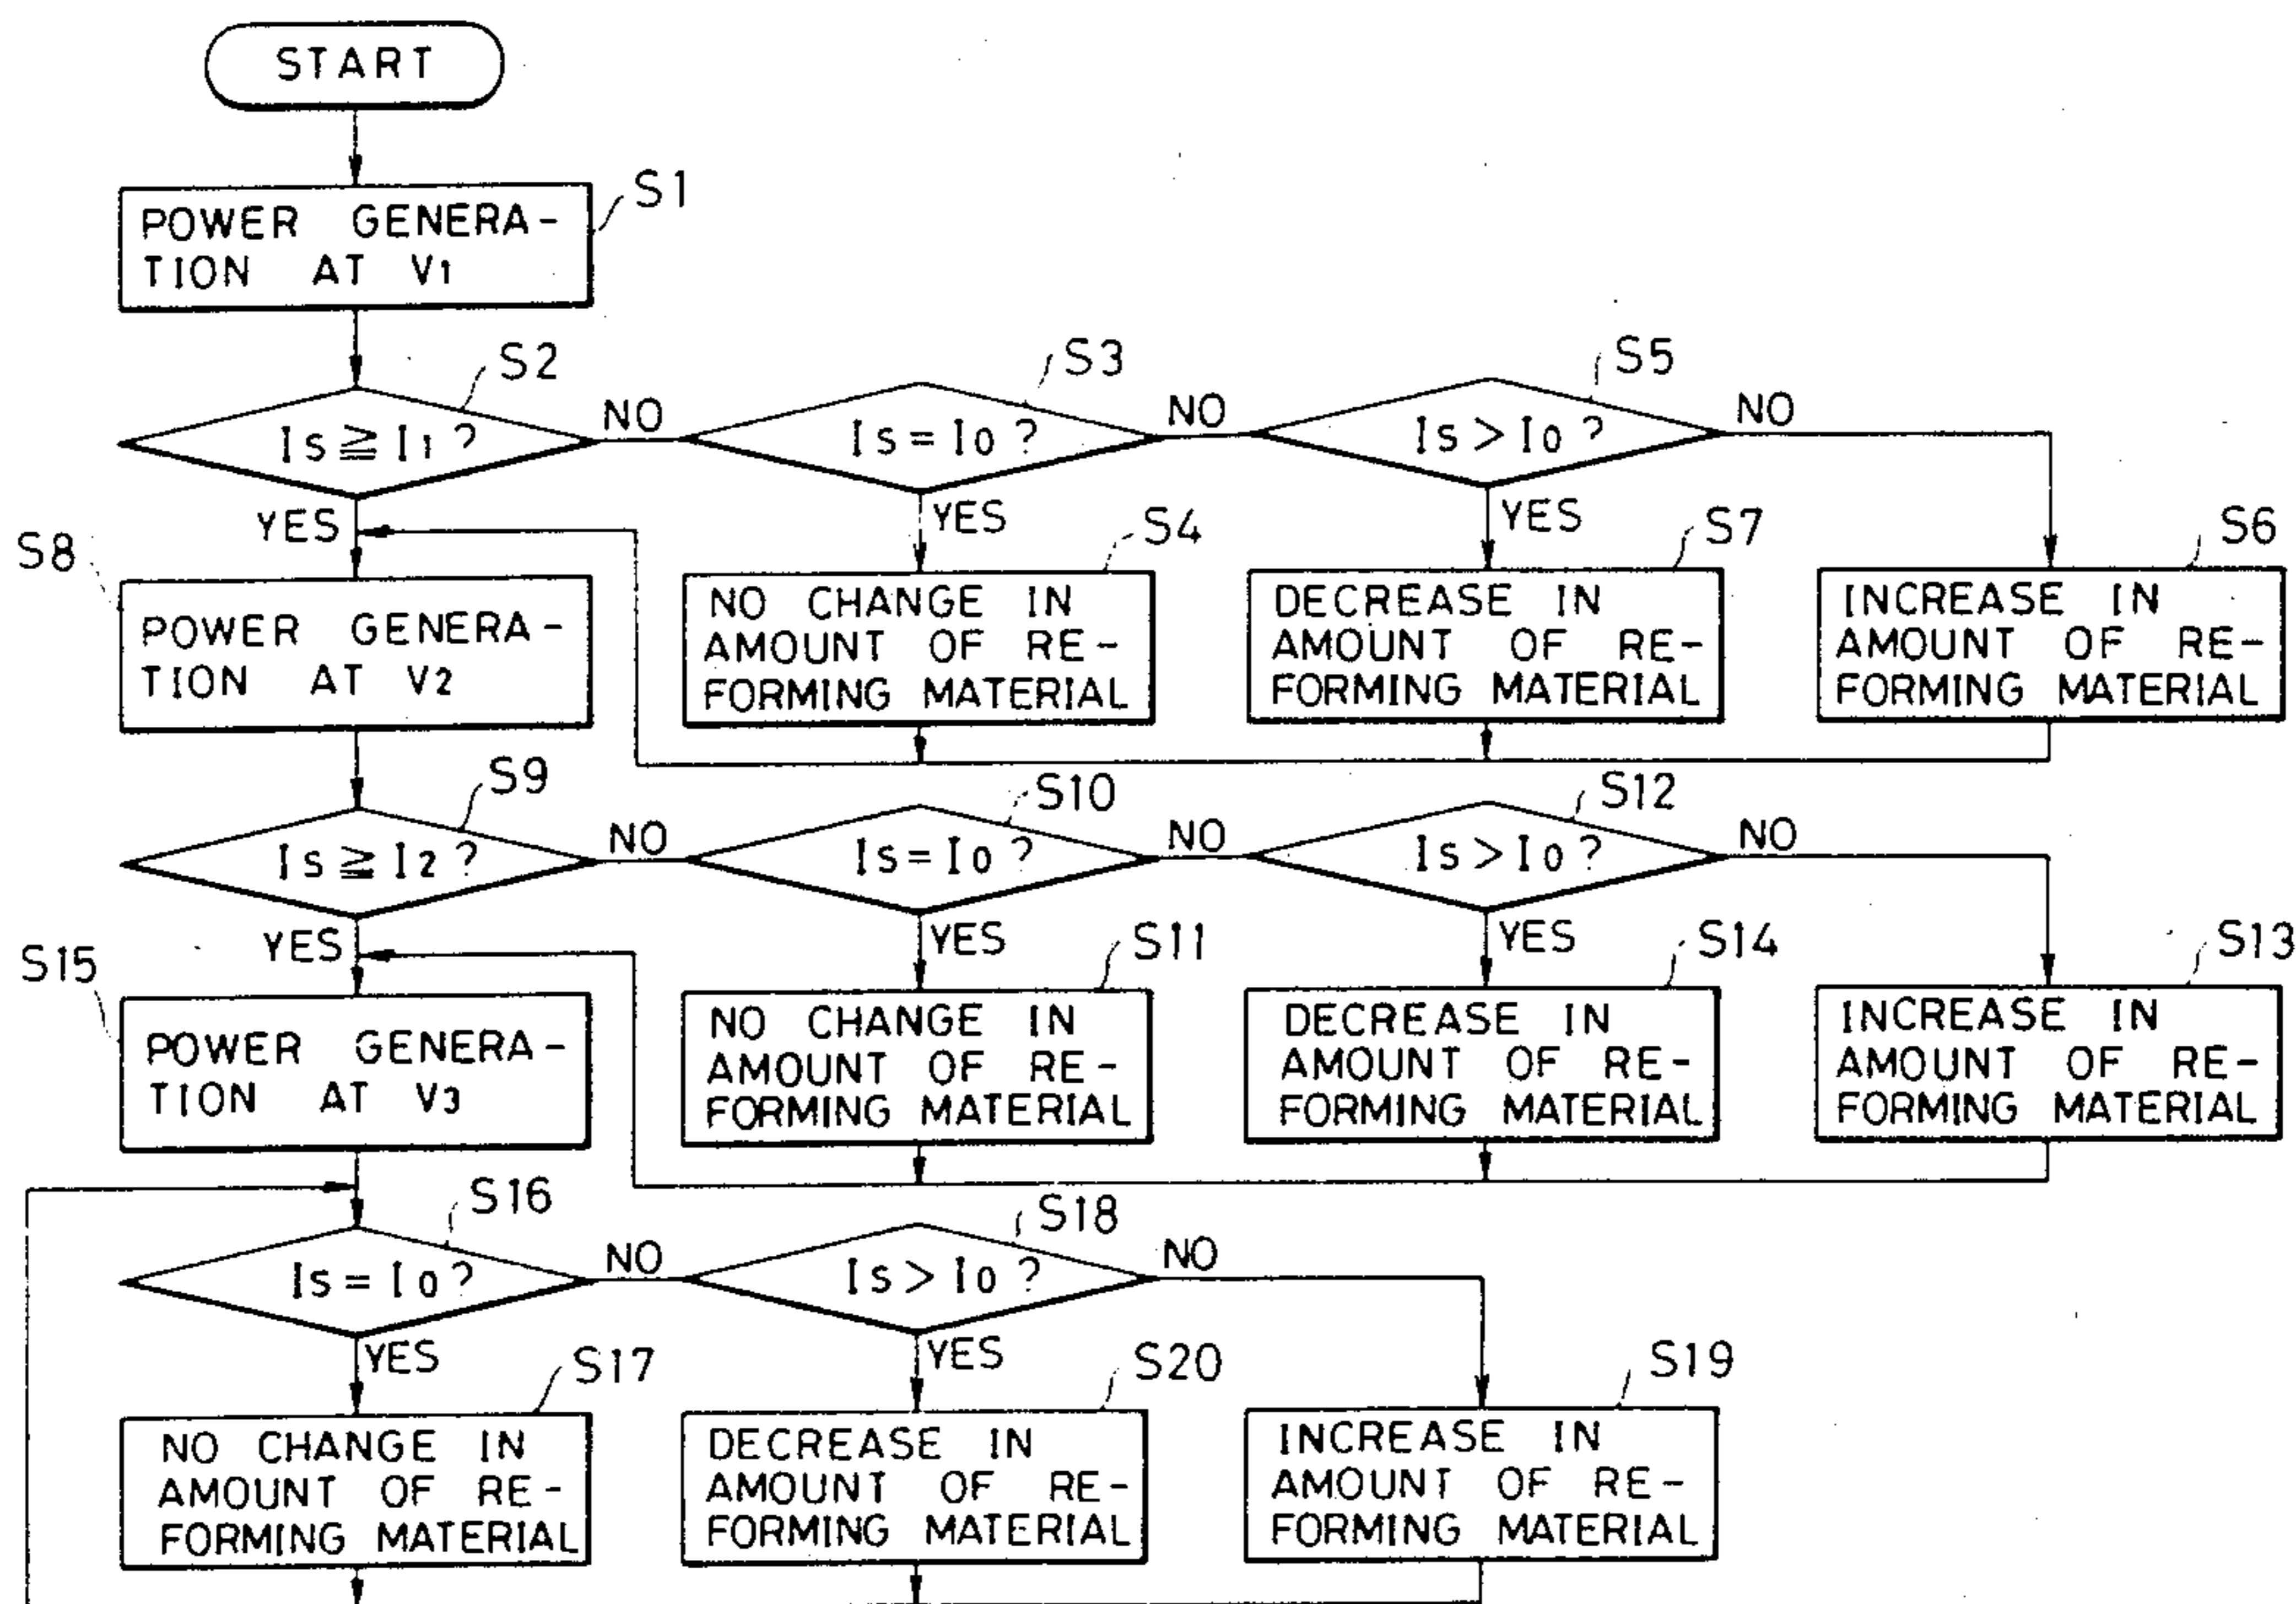 START
S1
POWER GENERA-
TION AT V1
S2
Is ≧ I1 ?
NO
S3
Is = I0 ?
NO
S5
Is > I0 ?
NO
YES
YES
YES
S8
POWER GENERA-
TION AT V2
S4
NO CHANGE IN
AMOUNT OF RE-
FORMING MATERIAL
S7
DECREASE IN
AMOUNT OF RE-
FORMING MATERIAL
S6
INCREASE IN
AMOUNT OF RE-
FORMING MATERIAL
S9
Is ≧ I2 ?
NO
S10
Is = I0 ?
NO
S12
Is > I0 ?
NO
YES
YES
YES
S15
POWER GENERA-
TION AT V3
S11
NO CHANGE IN
AMOUNT OF RE-
FORMING MATERIAL
S14
DECREASE IN
AMOUNT OF RE-
FORMING MATERIAL
S13
INCREASE IN
AMOUNT OF RE-
FORMING MATERIAL
S16
Is = I0 ?
NO
S18
Is > I0 ?
NO
YES
YES
S17
NO CHANGE IN
AMOUNT OF RE-
FORMING MATERIAL
S20
DECREASE IN
AMOUNT OF RE-
FORMING MATERIAL
S19
INCREASE IN
AMOUNT OF RE-
FORMING MATERIAL